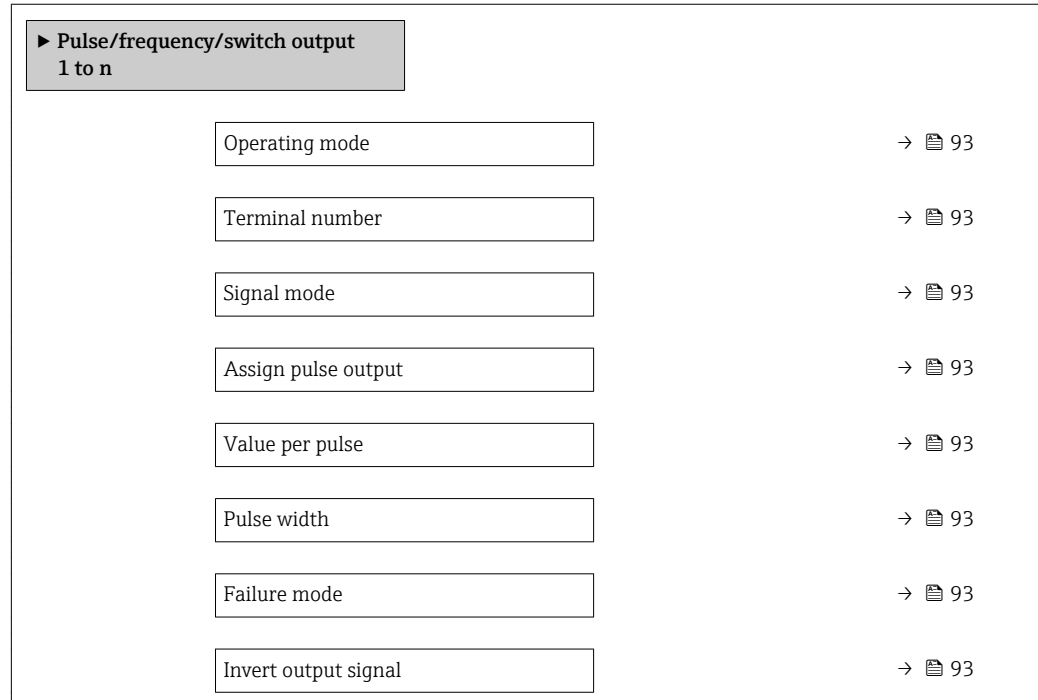 ▶ Pulse/frequency/switch output
1 to n
Operating mode → 93
Terminal number → 93
Signal mode → 93
Assign pulse output → 93
Value per pulse → 93
Pulse width → 93
Failure mode → 93
Invert output signal → 93